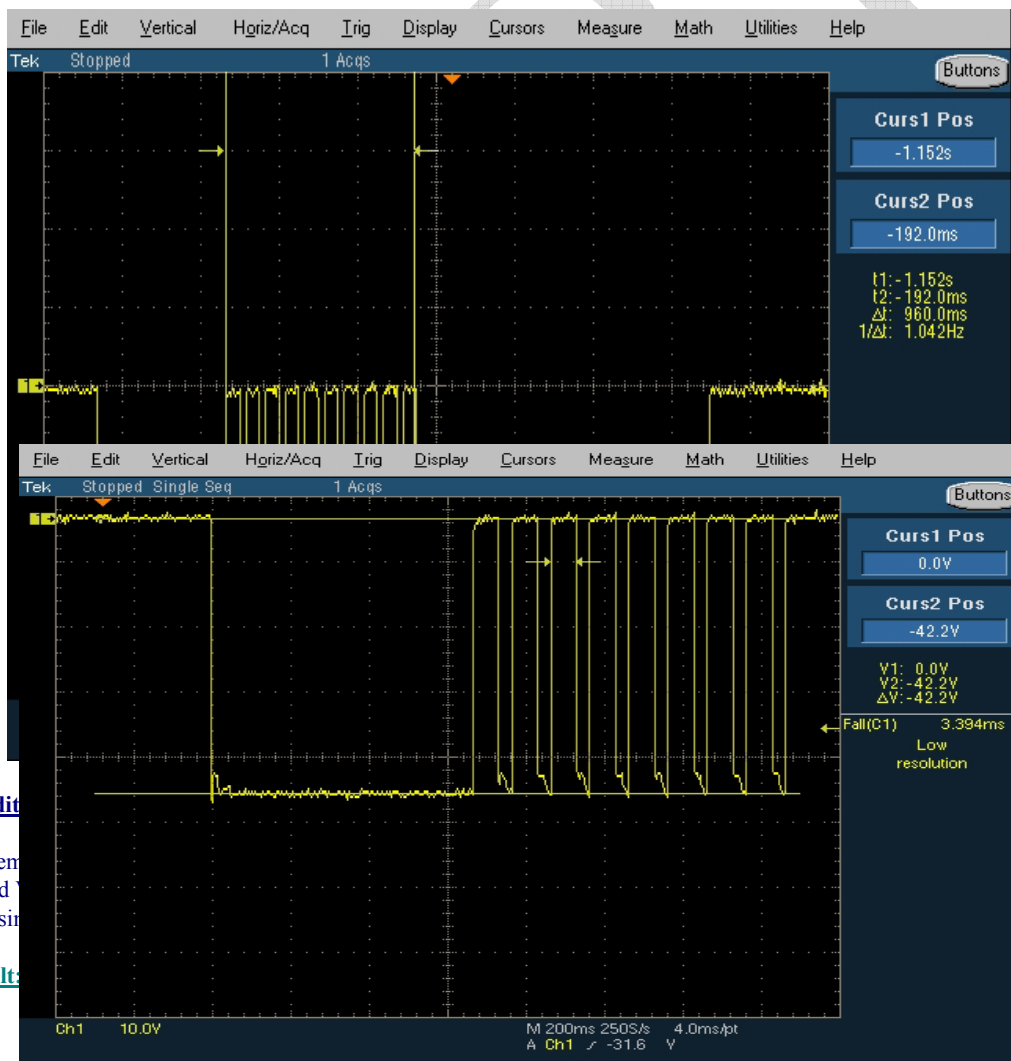 File Edit Vertical Horiz/Acq Trig Display Cursors Measure Math Utilities Help
Tek Stopped 1 Acqs
Buttons
Curs1 Pos
-1.152s
Curs2 Pos
-192.0ms
t1:-1.152s
t2:-192.0ms
Δt: 960.0ms
1/Δt: 1.042Hz
1
File Edit Vertical Horiz/Acq Trig Display Cursors Measure Math Utilities Help
Tek Stopped Single Seq 1 Acqs
Buttons
1
Curs1 Pos
0.0V
Curs2 Pos
-42.2V
V1: 0.0V
V2:-42.2V
ΔV:-42.2V
Fall(C1) 3.394ms
Low
resolution
Ch1 10.0V
M 200ms 250S/s 4.0ms/pt
A Ch1 / -31.6 V